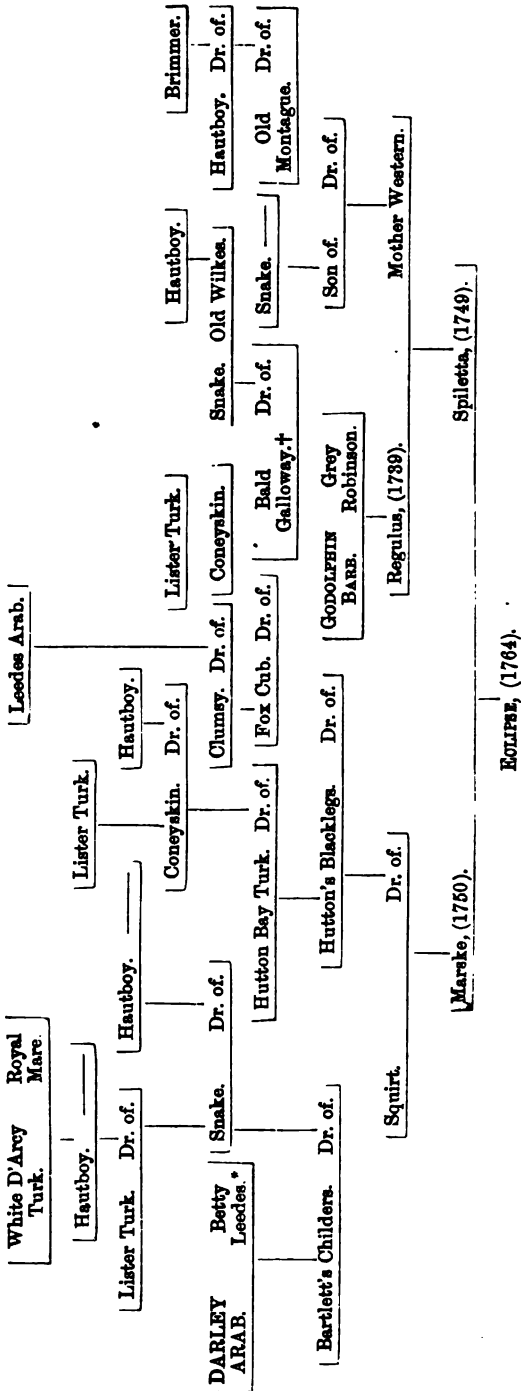 White D'Arcy Royal Leedes Arab.
Turk. Mare.
Hautboy. Lister Turk.
Lister Turk. Dr. of. Hautboy. Hautboy.
Coneyskin. Dr. of. Lister Turk. Hautboy. Brimmer.
DARLEY Betty Snake. Dr. of. Clumsy. Dr. of. Coneyskin. Snake. Old Wilkes. Hautboy. Dr. of.
ARAB. Leedes.*
Hutton Bay Turk. Dr. of. Fox Cub. Dr. of. Bald Dr. of. Snake. Old Dr. of.
Galloway.† Montague.
Bartlett's Childers. Dr. of. Hutton's Blacklegs. Dr. of. GODOLPHIN Grey Son of. Dr. of.
BARB. Robinson.
Squirt. Dr. of. Regulus, (1739). Mother Western.
Marske, (1750). Spiletta, (1749).
ECLIPSE, (1764).